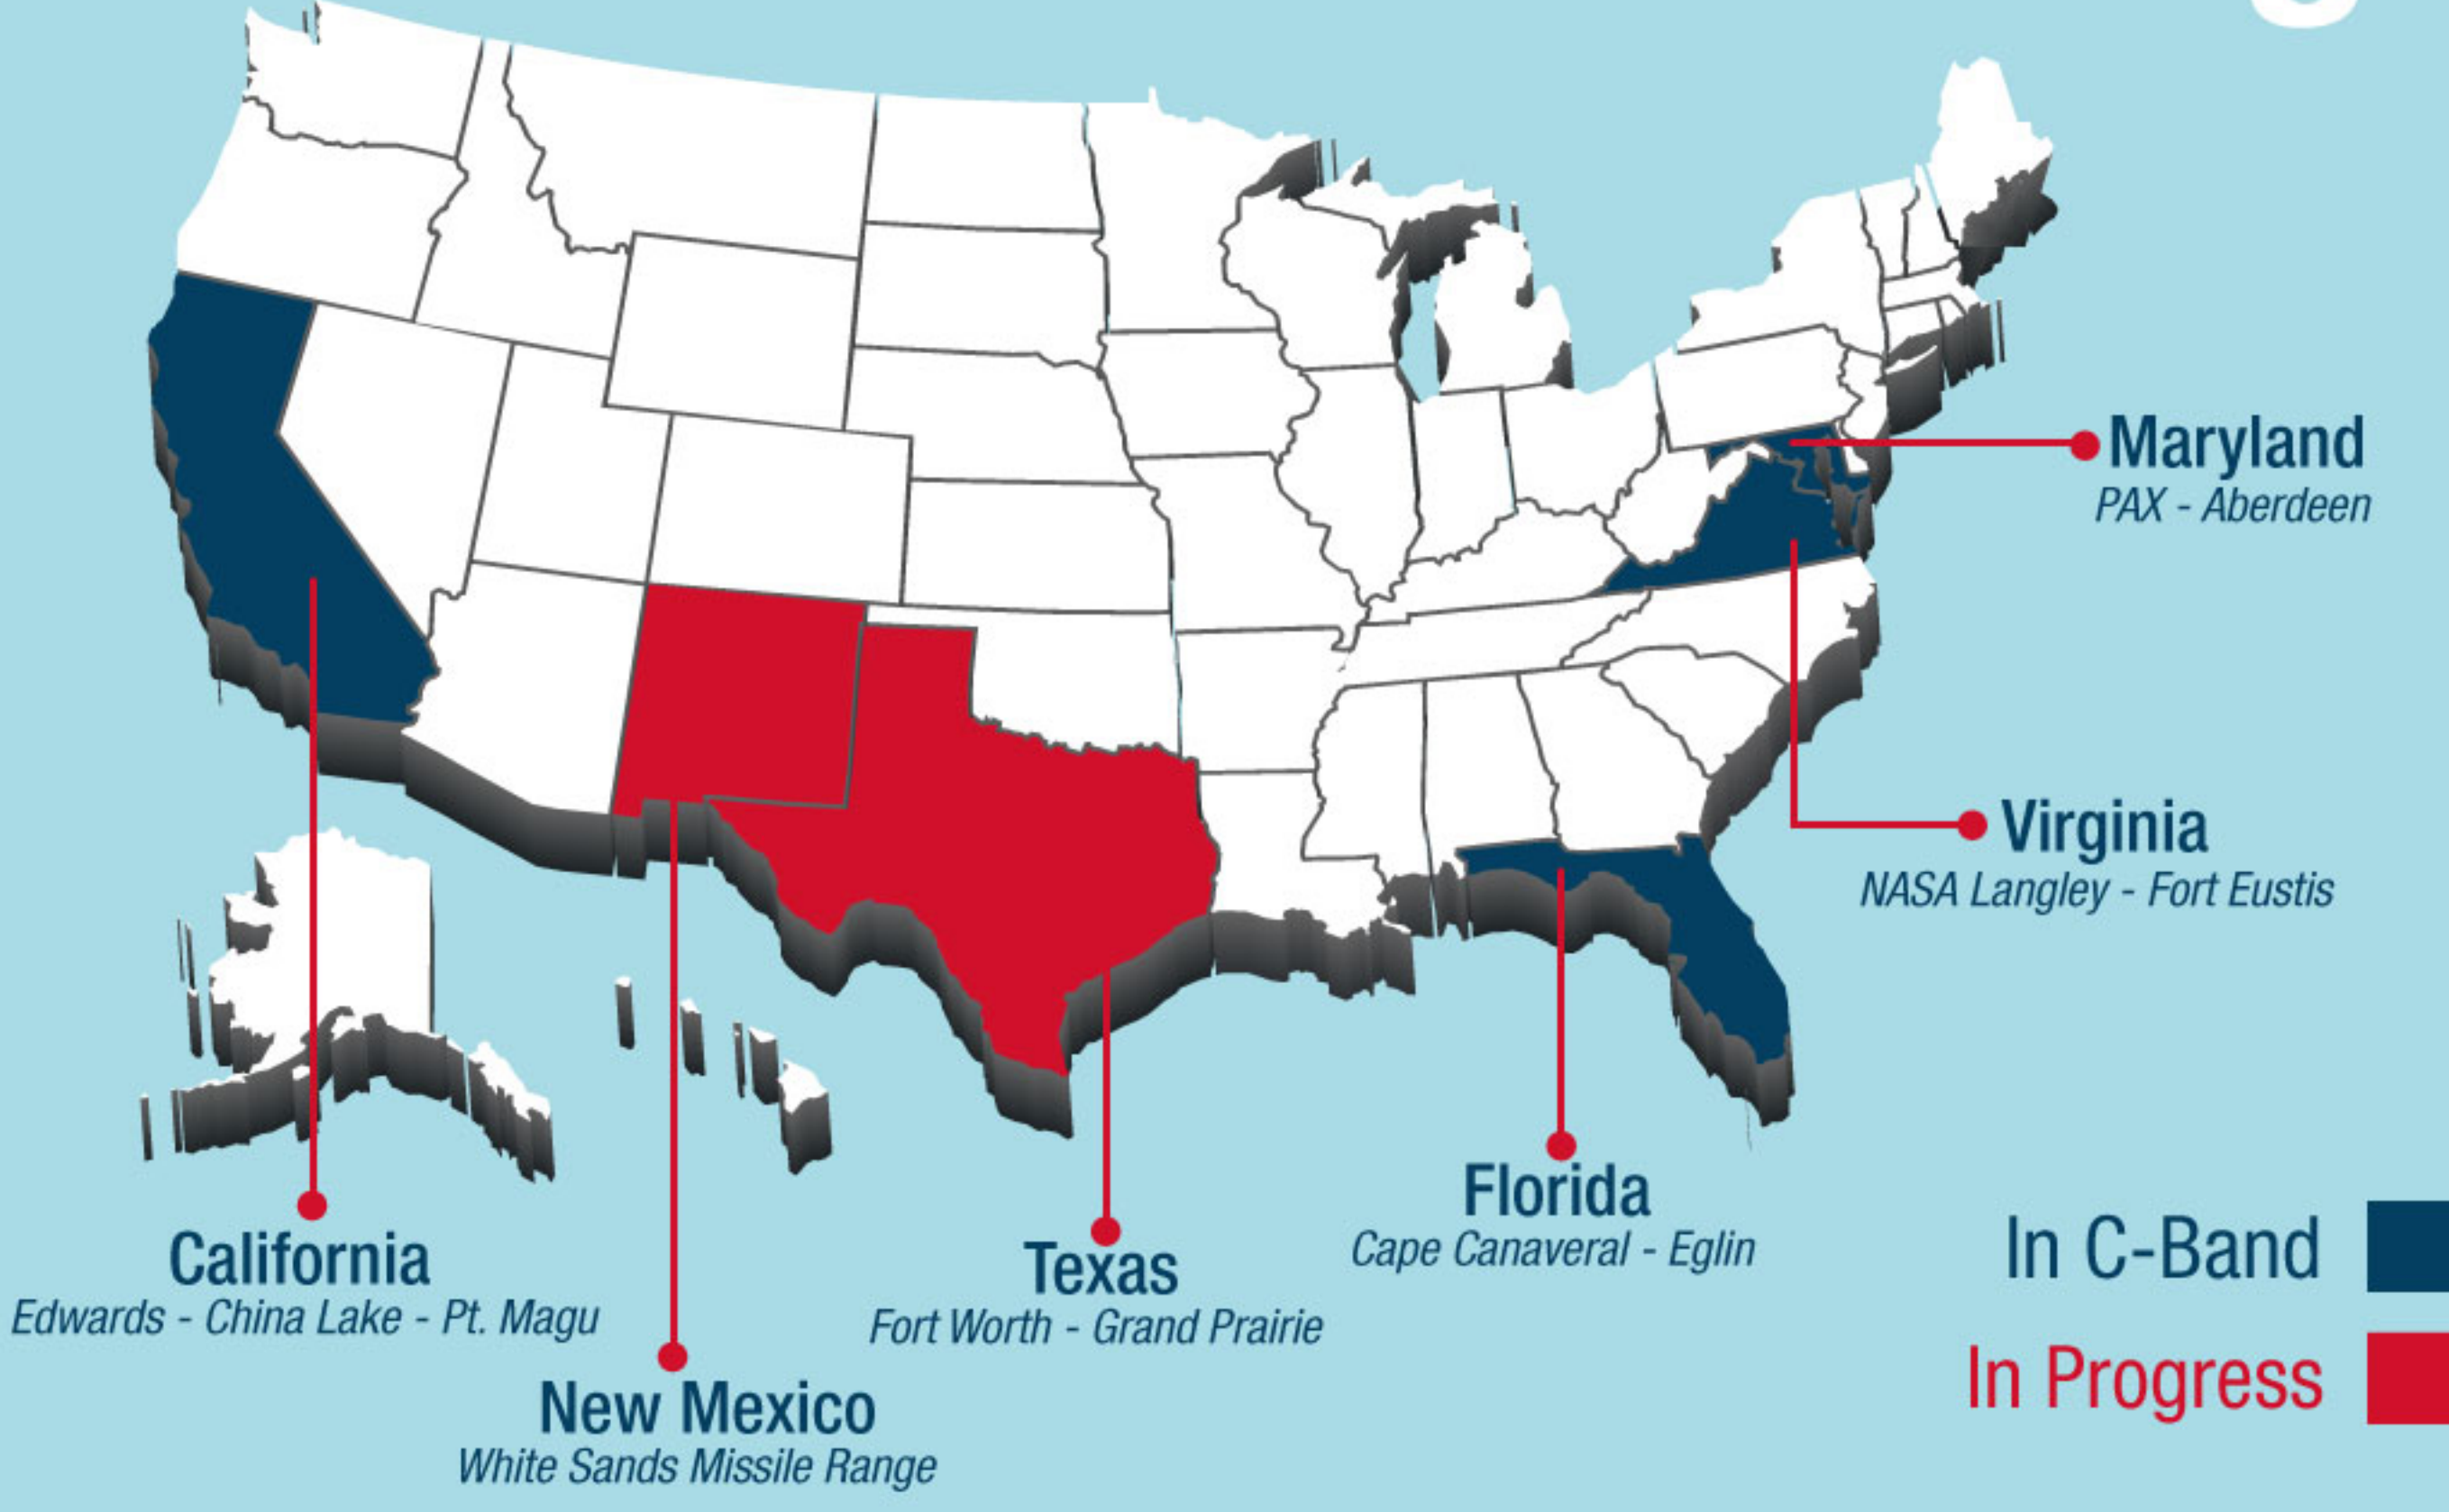 Maryland
PAX - Aberdeen
Virginia
NASA Langley - Fort Eustis
Florida
Cape Canaveral - Eglin
Texas
Fort Worth - Grand Prairie
California
Edwards - China Lake - Pt. Magu
New Mexico
White Sands Missile Range
In C-Band
In Progress